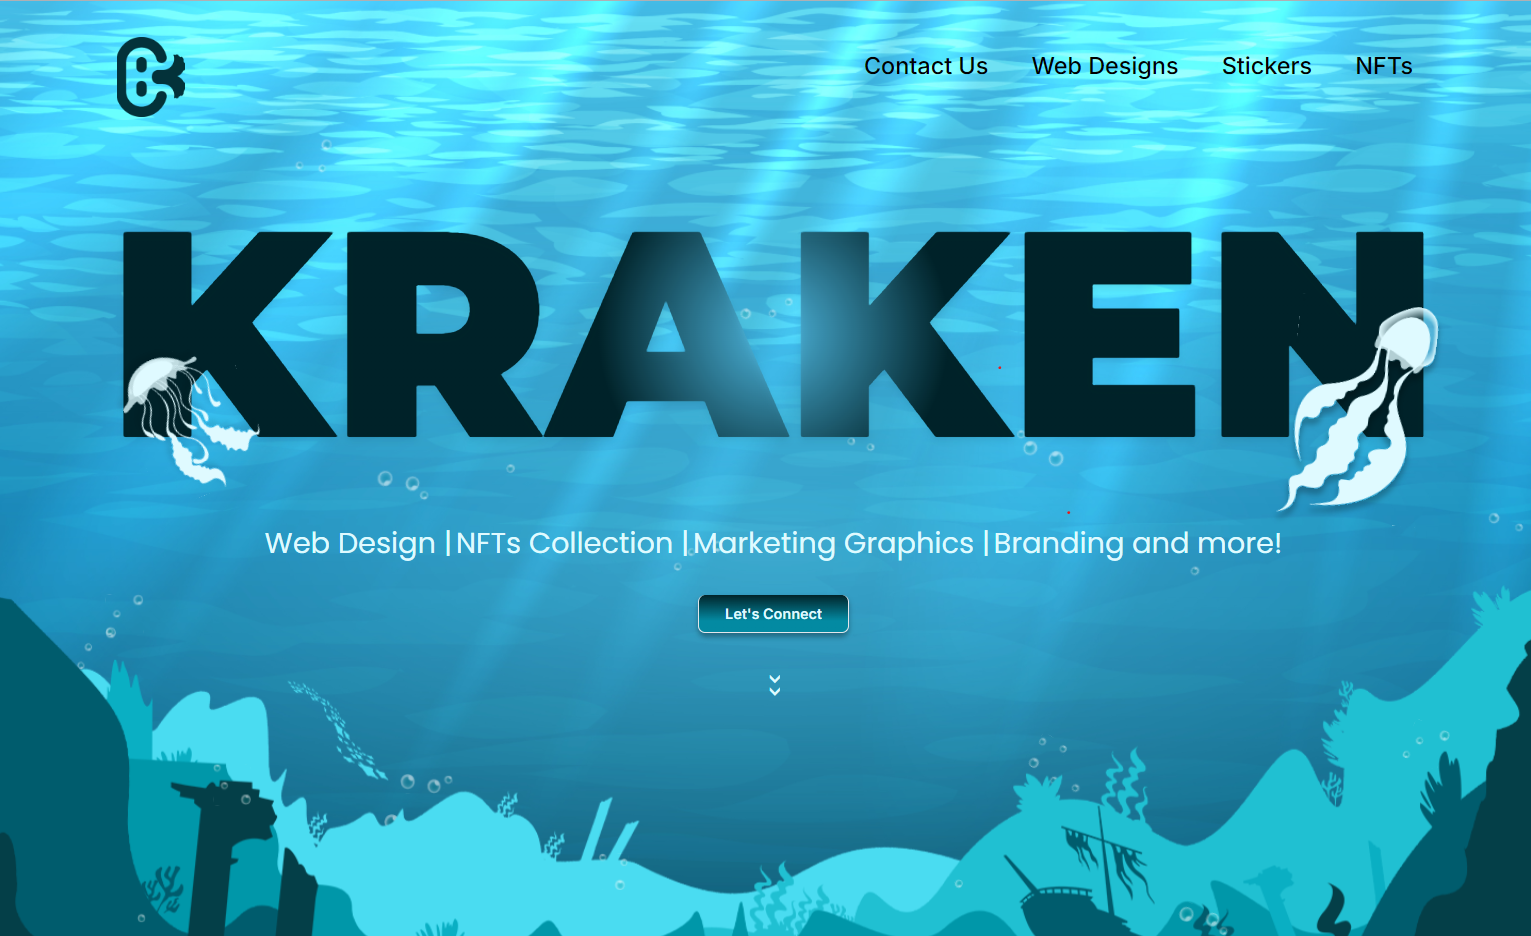 Contact Us Web Designs Stickers NFTs
KRAKEN
Web Design | NFTs Collection | Marketing Graphics | Branding and more!
Let's Connect